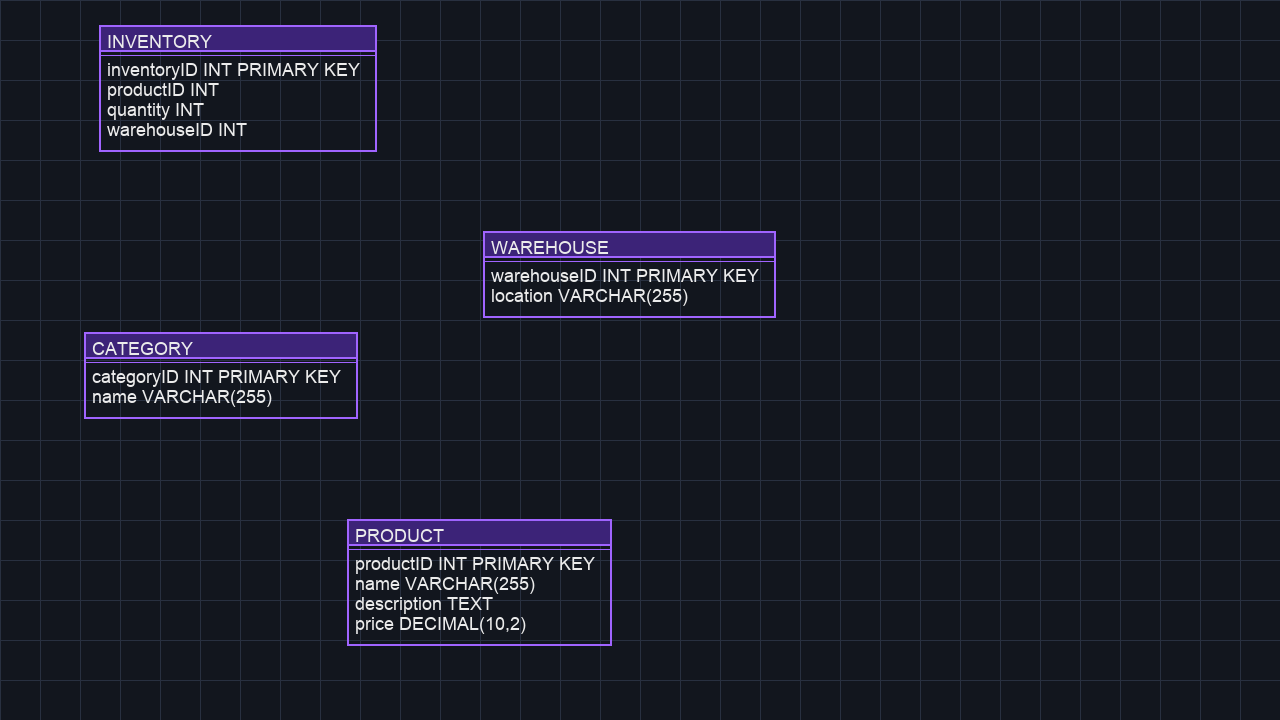 INVENTORY
inventoryID INT PRIMARY KEY
productID INT
quantity INT
warehouseID INT
WAREHOUSE
warehouseID INT PRIMARY KEY
location VARCHAR(255)
CATEGORY
categoryID INT PRIMARY KEY
name VARCHAR(255)
PRODUCT
productID INT PRIMARY KEY
name VARCHAR(255)
description TEXT
price DECIMAL(10,2)